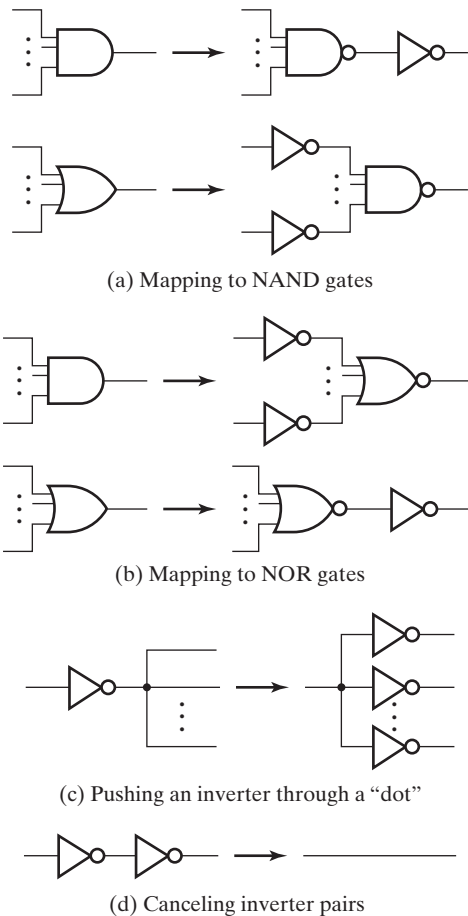 (a) Mapping to NAND gates
(b) Mapping to NOR gates
(c) Pushing an inverter through a “dot”
(d) Canceling inverter pairs